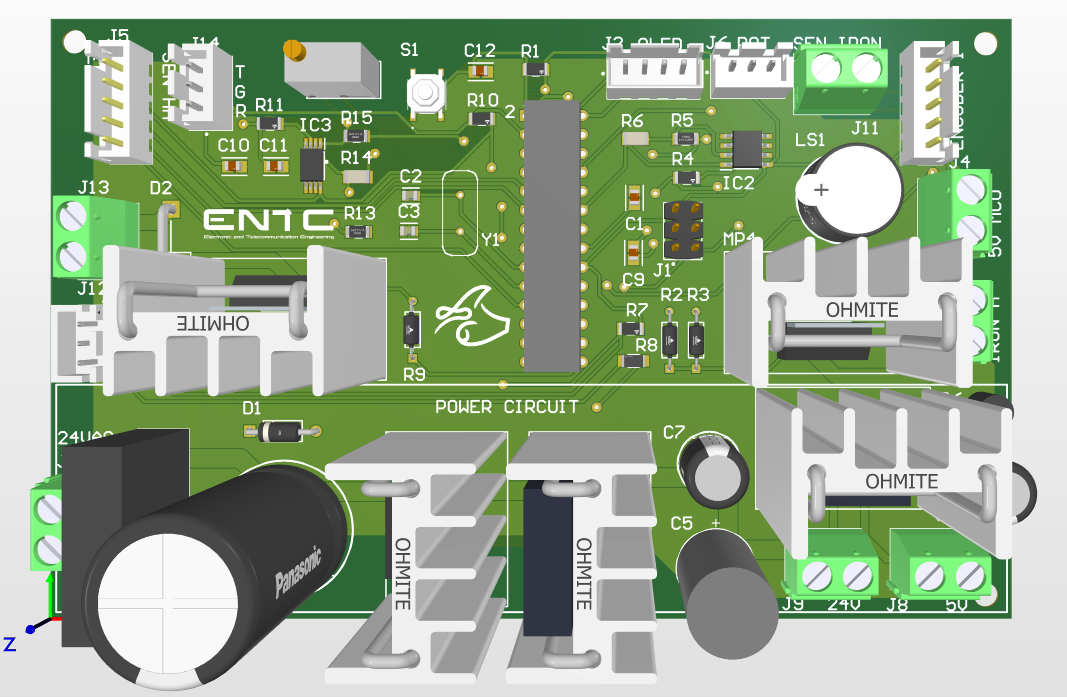 J5
J14
S1
C12
R1
J3 OLED
J6 POT
SEN IRON
T
G
R
R11
IC3
R15
R10
2
R6
R5
LS1
J11
ENCODER 1
C10
C11
R14
R4
IC2
J4
J13
D2
C2
C3
R13
+
ENTC
Electronic and Telecommunication Engineering
Y1
C1
C9
J1
MP4
5V MCU
J12
OHMITE
R2
R3
OHMITE
R7
R8
R9
POWER CIRCUIT
D1
24VAC
C7
OHMITE
C5
+
Panasonic
OHMITE
OHMITE
J9
24V
J8
5V
Z